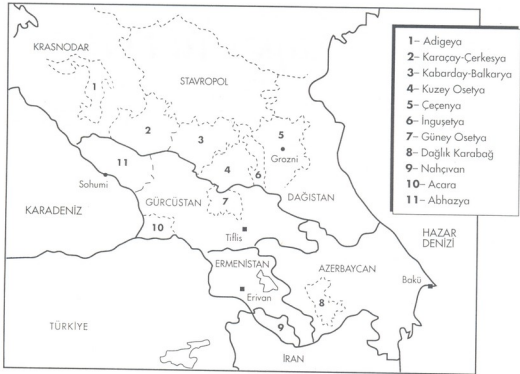 KRASNODAR
STAVROPOL
1
2
3
4
5
Grozni
6
11
Sohumi
GÜRCÜSTAN
7
DAĞISTAN
KARADENİZ
10
Tiflis
HAZAR
DENİZİ
ERMENİSTAN
AZERBAYCAN
Erivan
8
Bakü
9
TÜRKİYE
İRAN
1– Adigeya
2– Karaçay-Çerkesya
3– Kabarday-Balkarya
4– Kuzey Osetya
5– Çeçenya
6– İnguşetya
7– Güney Osetya
8– Dağlık Karabağ
9– Nahçıvan
10– Acara
11– Abhazya